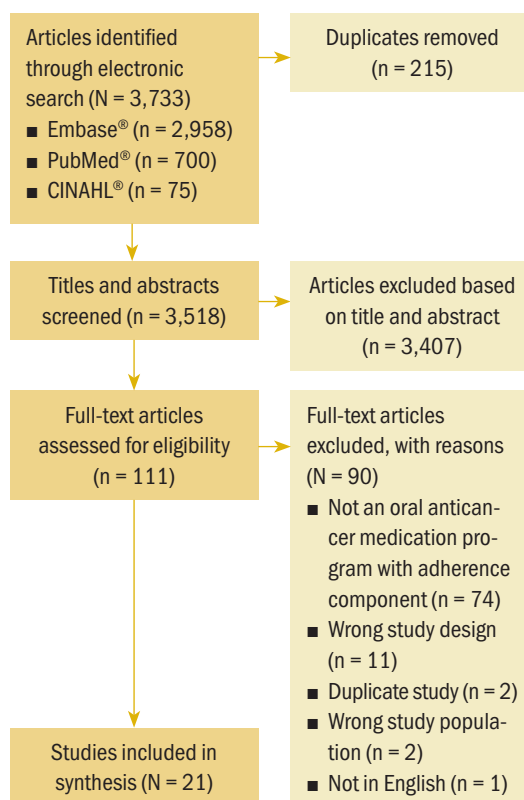 Articles identified
through electronic
search (N = 3,733)
■ Embase® (n = 2,958)
■ PubMed® (n = 700)
■ CINAHL® (n = 75)
Duplicates removed
(n = 215)
Titles and abstracts
screened (n = 3,518)
Articles excluded based
on title and abstract
(n = 3,407)
Full-text articles
assessed for eligibility
(n = 111)
Full-text articles
excluded, with reasons
(N = 90)
■ Not an oral antican-
cer medication pro-
gram with adherence
component (n = 74)
■ Wrong study design
(n = 11)
■ Duplicate study (n = 2)
■ Wrong study popula-
tion (n = 2)
■ Not in English (n = 1)
Studies included in
synthesis (N = 21)